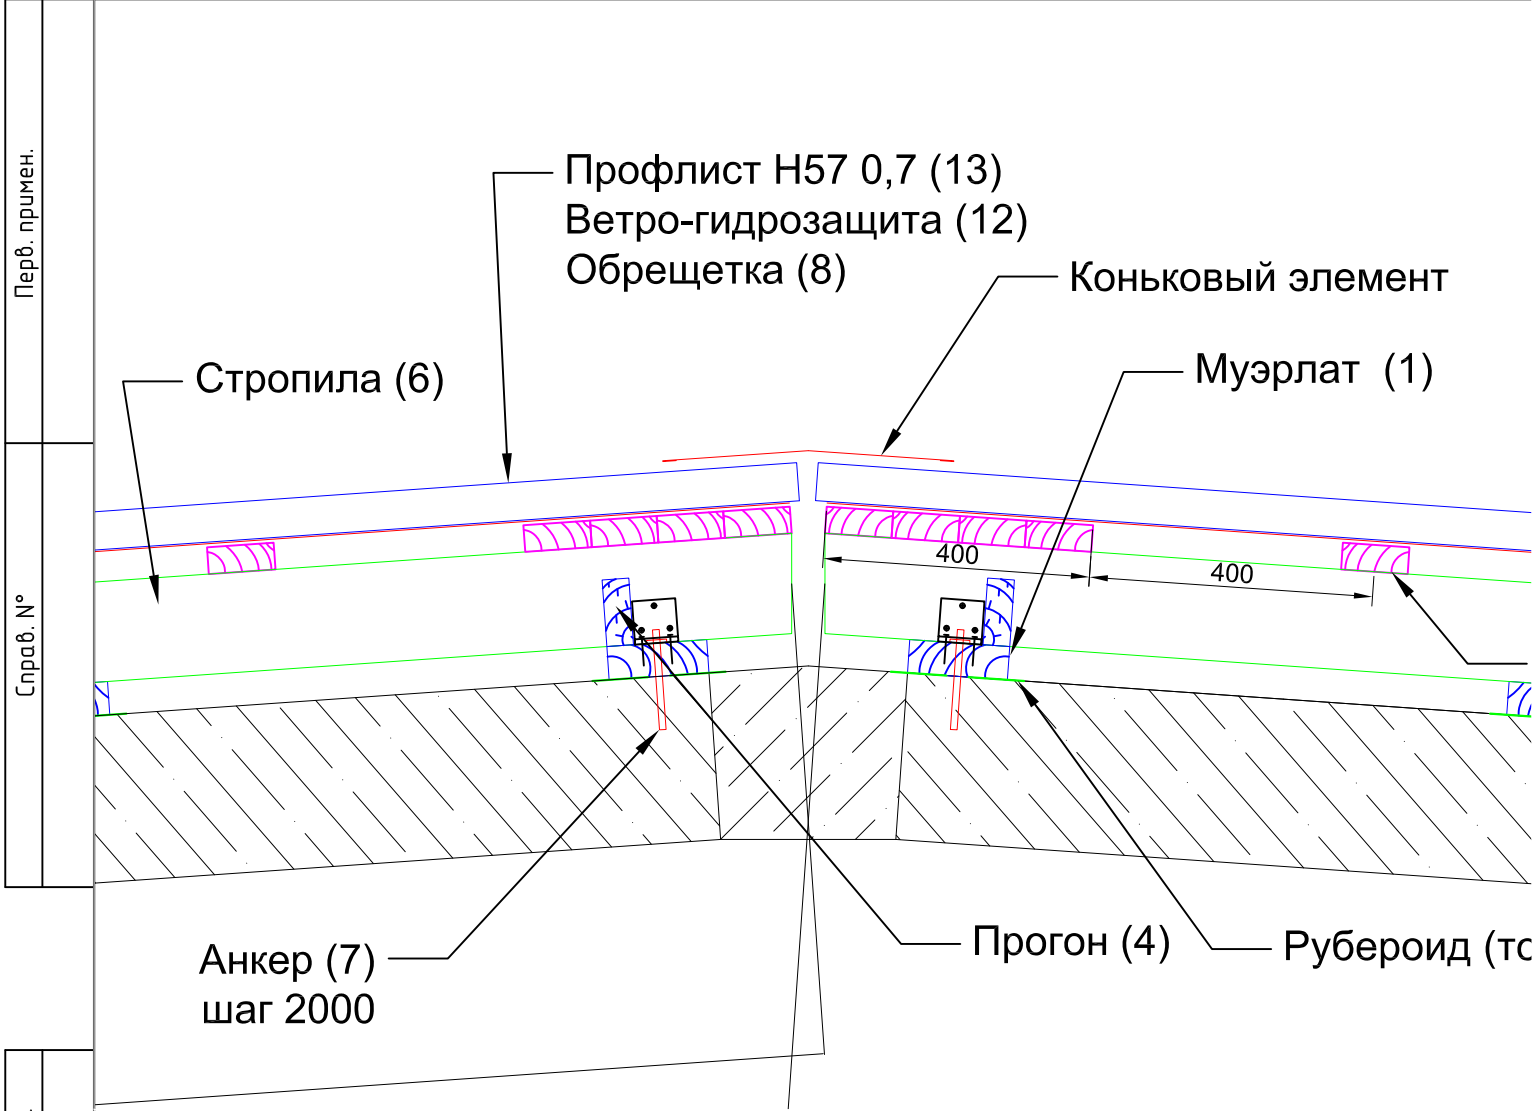 Перв. примен.
Профлист Н57 0,7 (13)
Ветро-гидрозащита (12)
Обрещетка (8)
Коньковый элемент
Муэрлат (1)
Стропила (6)
400
400
Справ. N°
Прогон (4)
Рубероид
Анкер (7)
шаг 2000